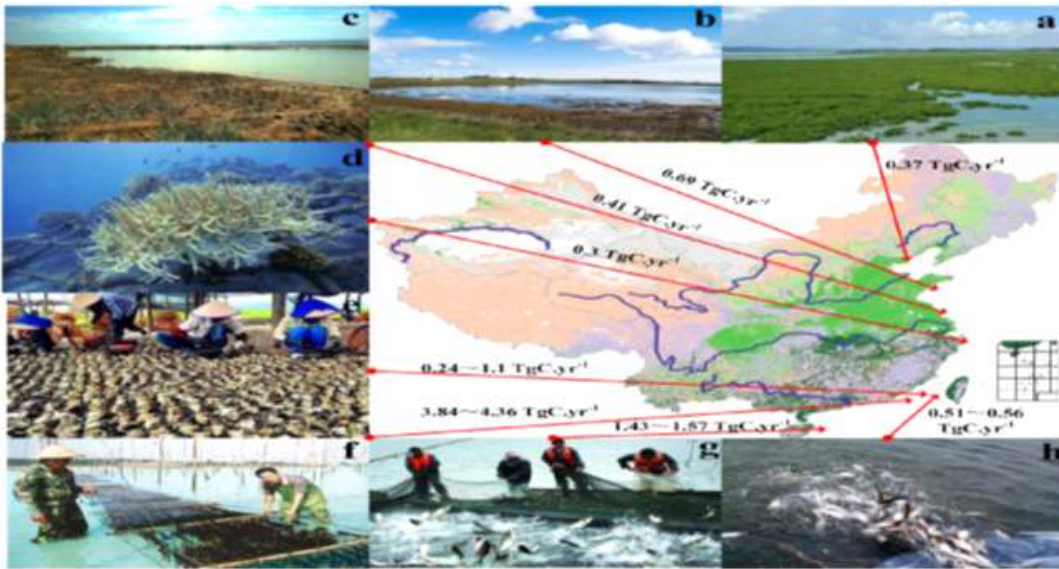 c
b
a
d
0.37 TgC.yr⁻¹
0.69 TgC.yr⁻¹
0.41 TgC.yr⁻¹
0.3 TgC.yr⁻¹
e
0.24～1.1 TgC.yr⁻¹
3.84～4.36 TgC.yr⁻¹
1.43～1.57 TgC.yr⁻¹
0.51～0.56
TgC.yr⁻¹
f
g
h